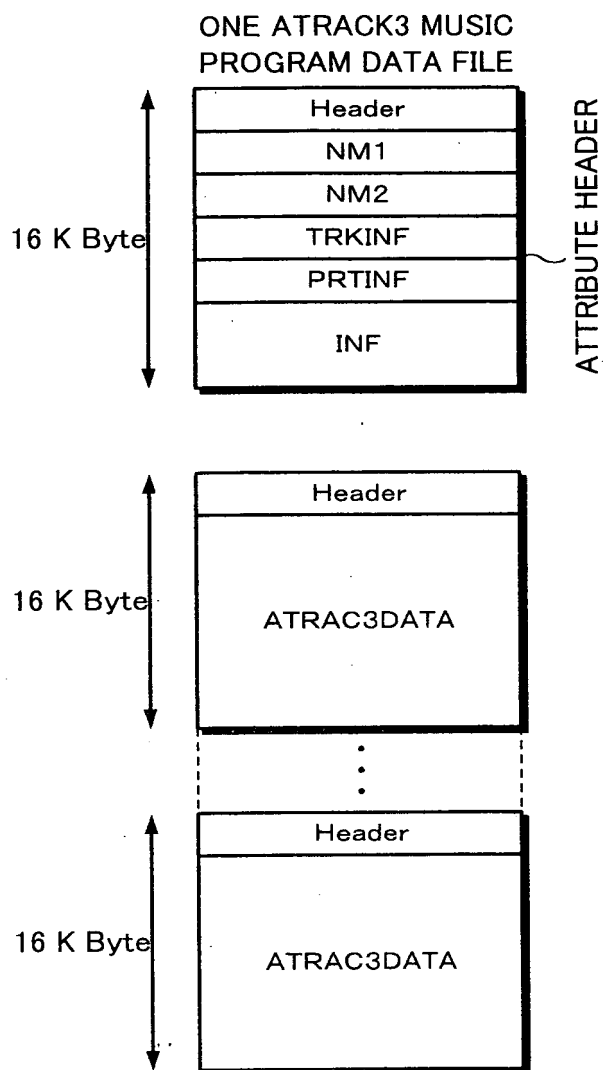 ONE ATRACK3 MUSIC
PROGRAM DATA FILE
Header
NM1
NM2
TRKINF
PRTINF
INF
16 K Byte
ATTRIBUTE HEADER
Header
ATRAC3DATA
16 K Byte
Header
ATRAC3DATA
16 K Byte